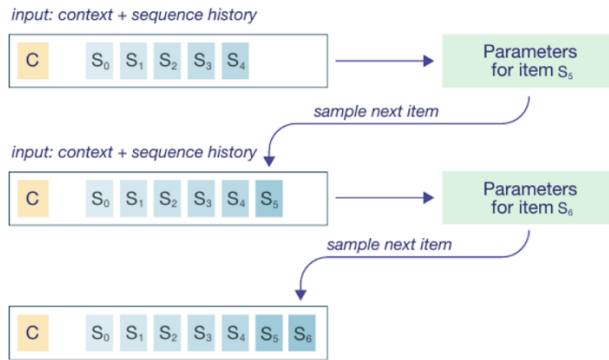 input: context + sequence history
C S₀ S₁ S₂ S₃ S₄
Parameters
for item S₅
sample next item
input: context + sequence history
C S₀ S₁ S₂ S₃ S₄ S₅
Parameters
for item S₆
sample next item
C S₀ S₁ S₂ S₃ S₄ S₅ S₆